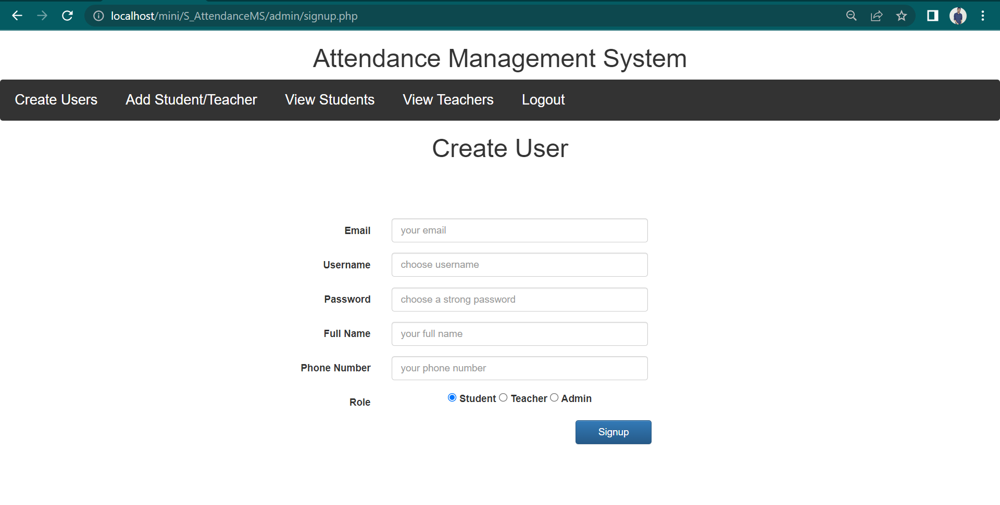 localhost/mini/S_AttendanceMS/admin/signup.php
Attendance Management System
Create Users Add Student/Teacher View Students View Teachers Logout
Create User
Email your email
Username choose username
Password choose a strong password
Full Name your full name
Phone Number your phone number
Role Student Teacher Admin
Signup